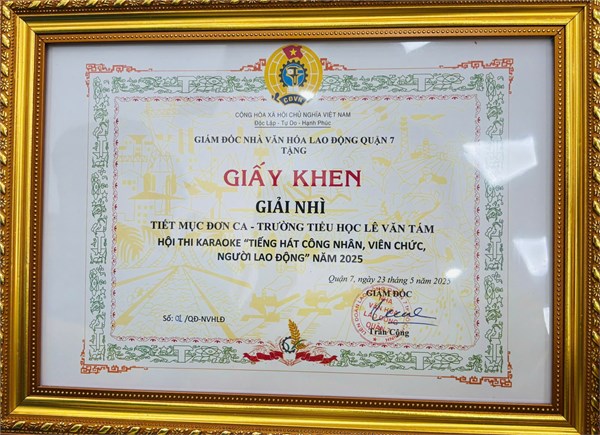 CĐVN
CỘNG HÒA XÃ HỘI CHỦ NGHĨA VIỆT NAM
Độc Lập - Tự Do - Hạnh Phúc
GIÁM ĐỐC NHÀ VĂN HÓA LAO ĐỘNG QUẬN 7
TẶNG
GIẤY KHEN
GIẢI NHÌ
TIẾT MỤC ĐƠN CA - TRƯỜNG TIỂU HỌC LÊ VĂN TÁM
HỘI THI KARAOKE "TIẾNG HÁT CÔNG NHÂN, VIÊN CHỨC,
NGƯỜI LAO ĐỘNG" NĂM 2025
Quận 7, ngày 23 tháng 5 năm 2025
GIÁM ĐỐC
Số: /QĐ-NVHLĐ
Trần Công